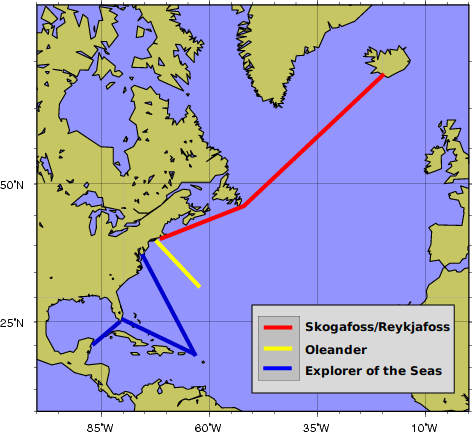 50°N
25°N
Skogafoss/Reykjafoss
Oleander
Explorer of the Seas
85°W
60°W
35°W
10°W